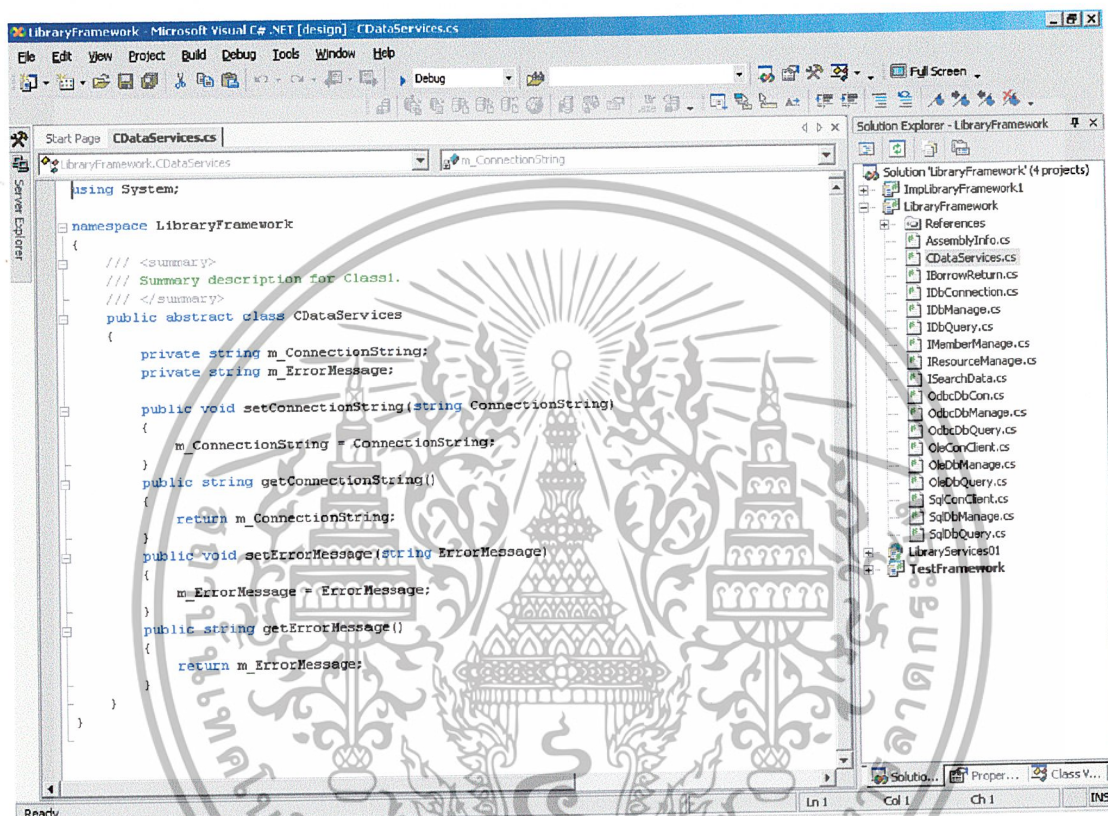 LibraryFramework - Microsoft Visual C# .NET [design] - CDataServices.cs
File Edit View Project Build Debug Tools Window Help
Debug
Full Screen
Start Page CDataServices.cs
Solution Explorer - LibraryFramework
LibraryFramework.CDataServices
m_ConnectionString
Server Explorer
using System;
namespace LibraryFramework
{
/// <summary>
/// Summary description for Class1.
/// </summary>
public abstract class CDataServices
{
private string m_ConnectionString;
private string m_ErrorMessage;
public void setConnectionString(string ConnectionString)
{
m_ConnectionString = ConnectionString;
}
public string getConnectionString()
{
return m_ConnectionString;
}
public void setErrorMessage(string ErrorMessage)
{
m_ErrorMessage = ErrorMessage;
}
public string getErrorMessage()
{
return m_ErrorMessage;
}
}
}
Solution 'LibraryFramework' (4 projects)
ImpLibraryFramework1
LibraryFramework
References
AssemblyInfo.cs
CDataServices.cs
IBorrowReturn.cs
IDbConnection.cs
IDbManage.cs
IDbQuery.cs
IMemberManage.cs
IResourceManage.cs
ISearchData.cs
OdbcDbCon.cs
OdbcDbManage.cs
OdbcDbQuery.cs
OleConClient.cs
OleDbManage.cs
OleDbQuery.cs
SqlConClient.cs
SqlDbManage.cs
SqlDbQuery.cs
LibraryServices01
TestFramework
Solutio... Proper... Class V...
Ready
Ln 1 Col 1 Ch 1 INS